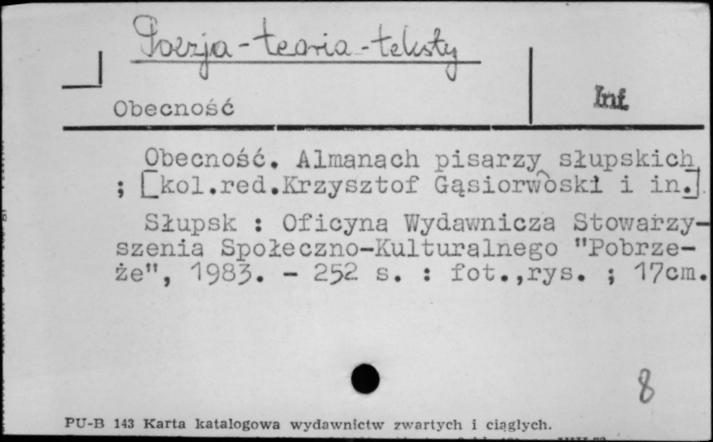 Poezja-teoria-teksty
Obecność
Inf.
Obecność. Almanach pisarzy słupskich
; [kol.red.Krzysztof Gąsiorwoski i in.].
Słupsk : Oficyna Wydawnicza Stowarzy-
szenia Społeczno-Kulturalnego "Pobrze-
że", 1983. - 252 s. : fot.,rys. ; 17cm.
8
PU-B 143 Karta katalogowa wydawnictw zwartych i ciągłych.